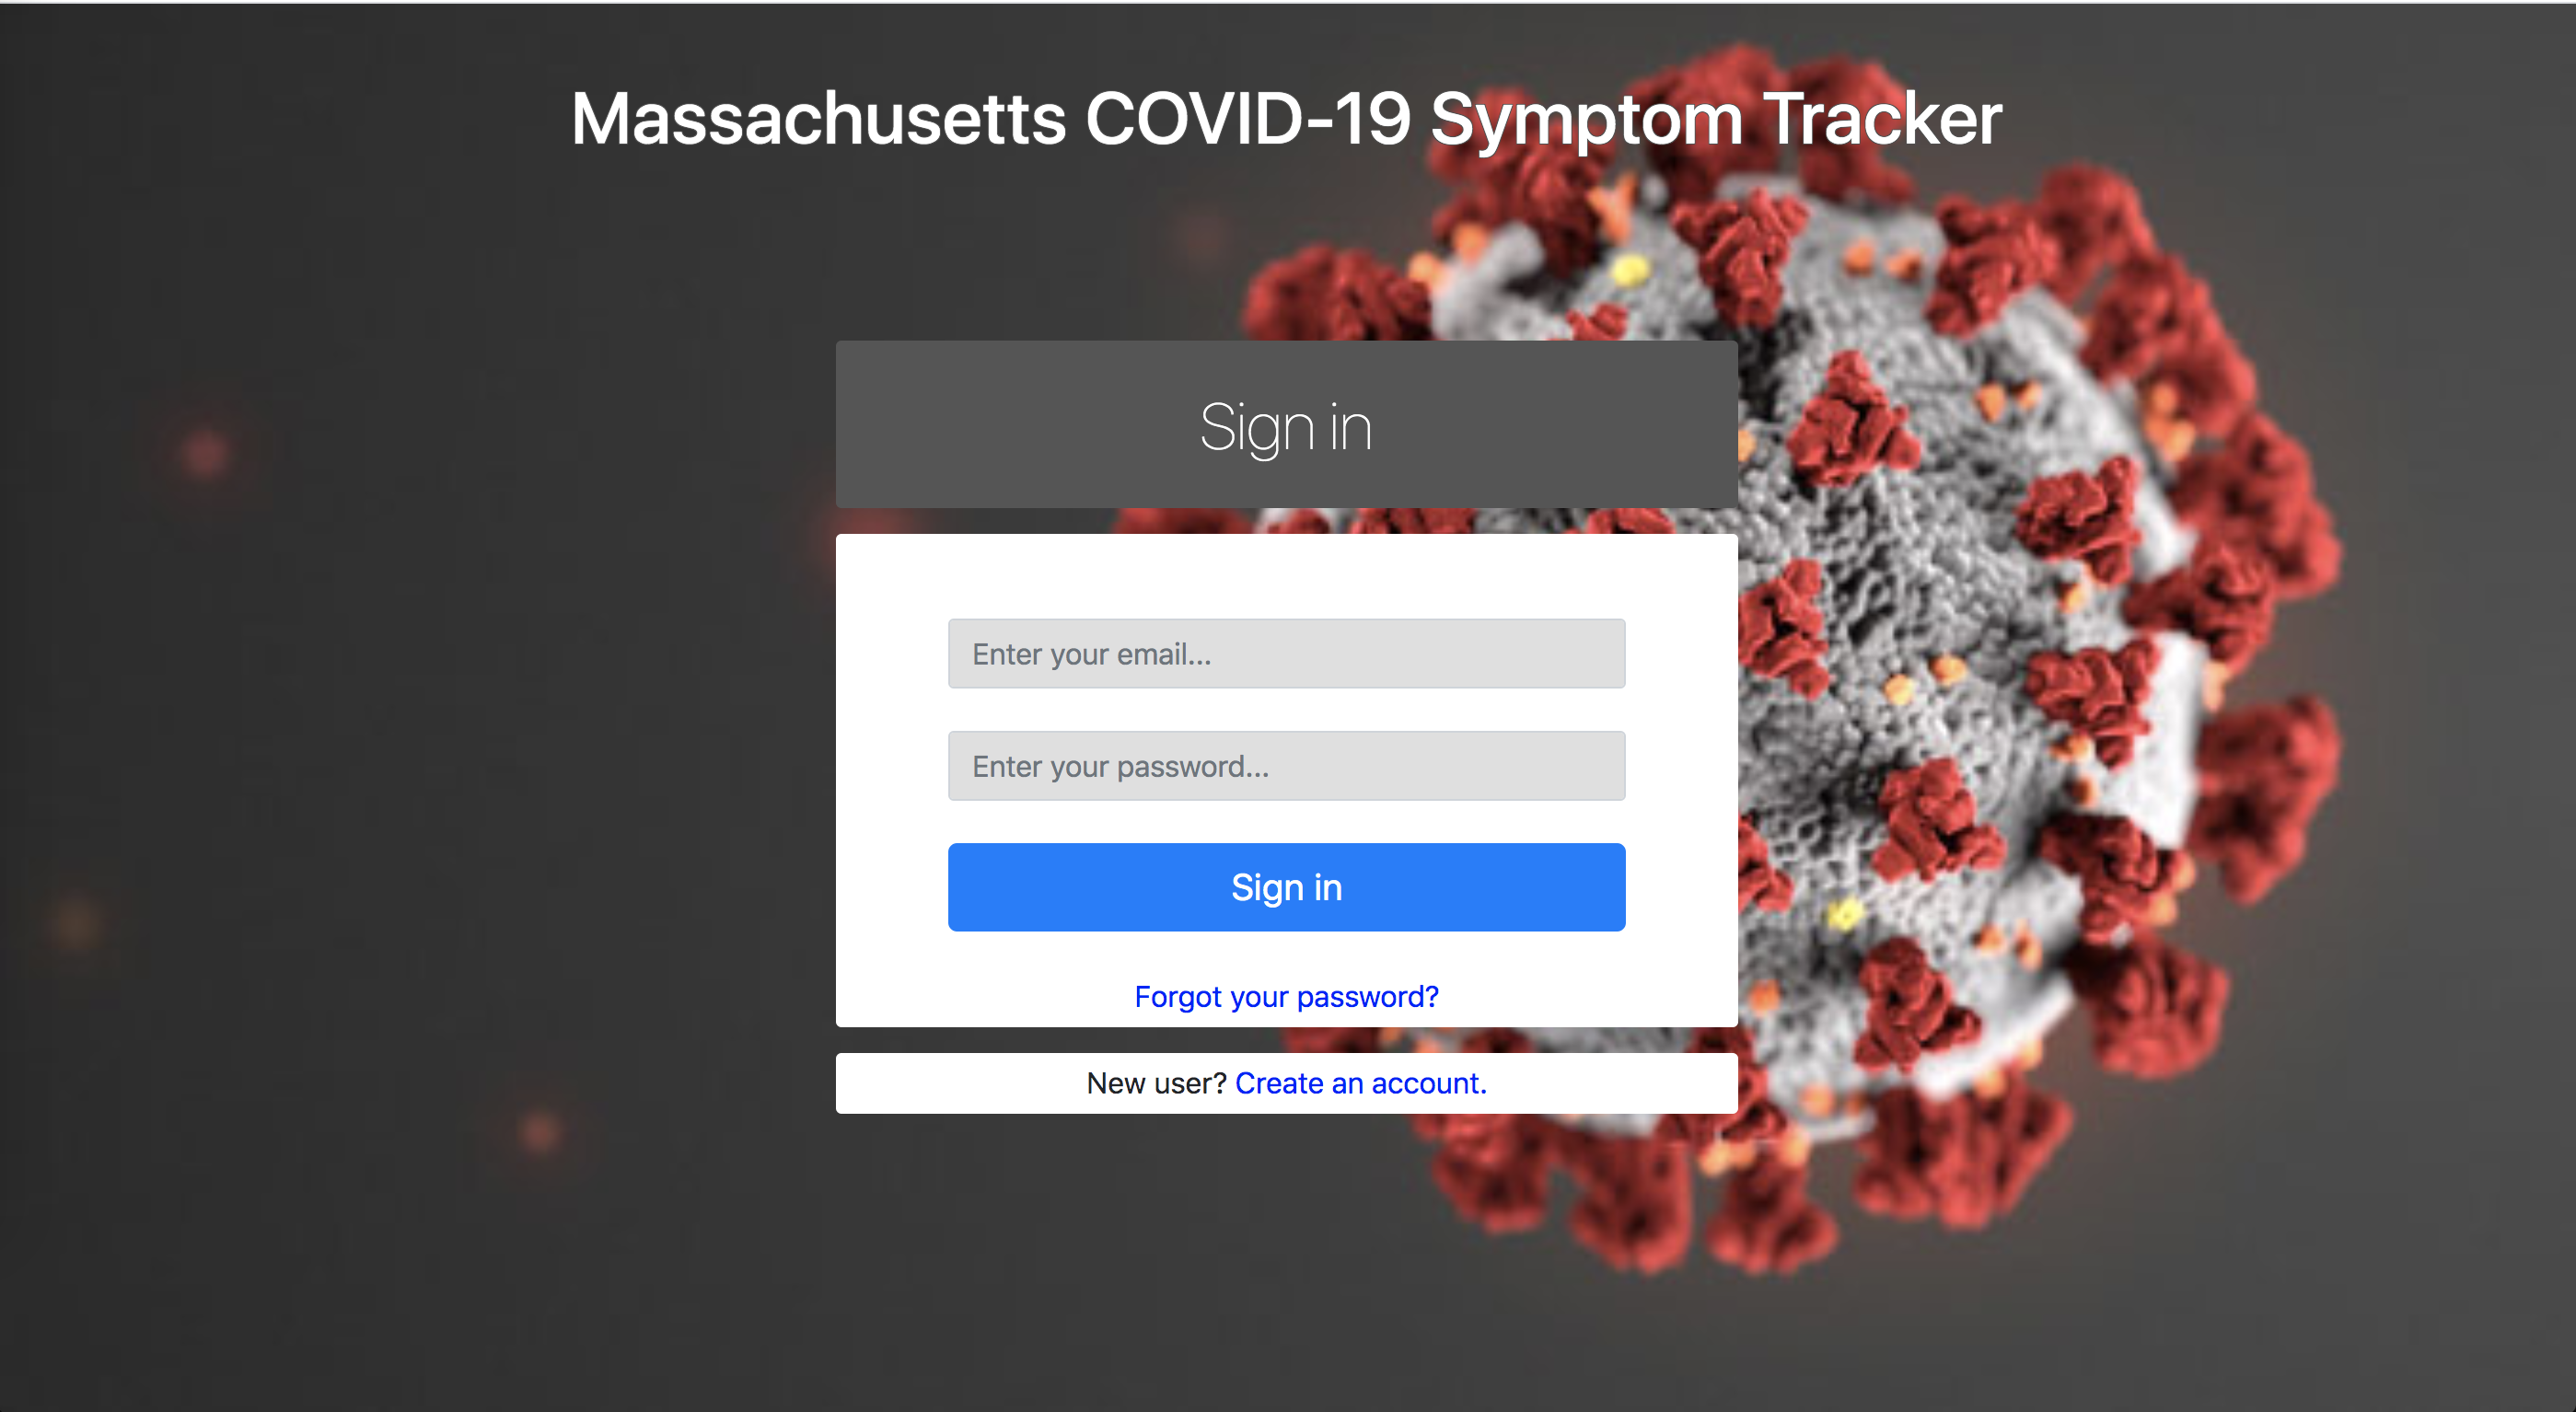 Massachusetts COVID-19 Symptom Tracker
Sign in
Enter your email...
Enter your password...
Sign in
Forgot your password?
New user? Create an account.